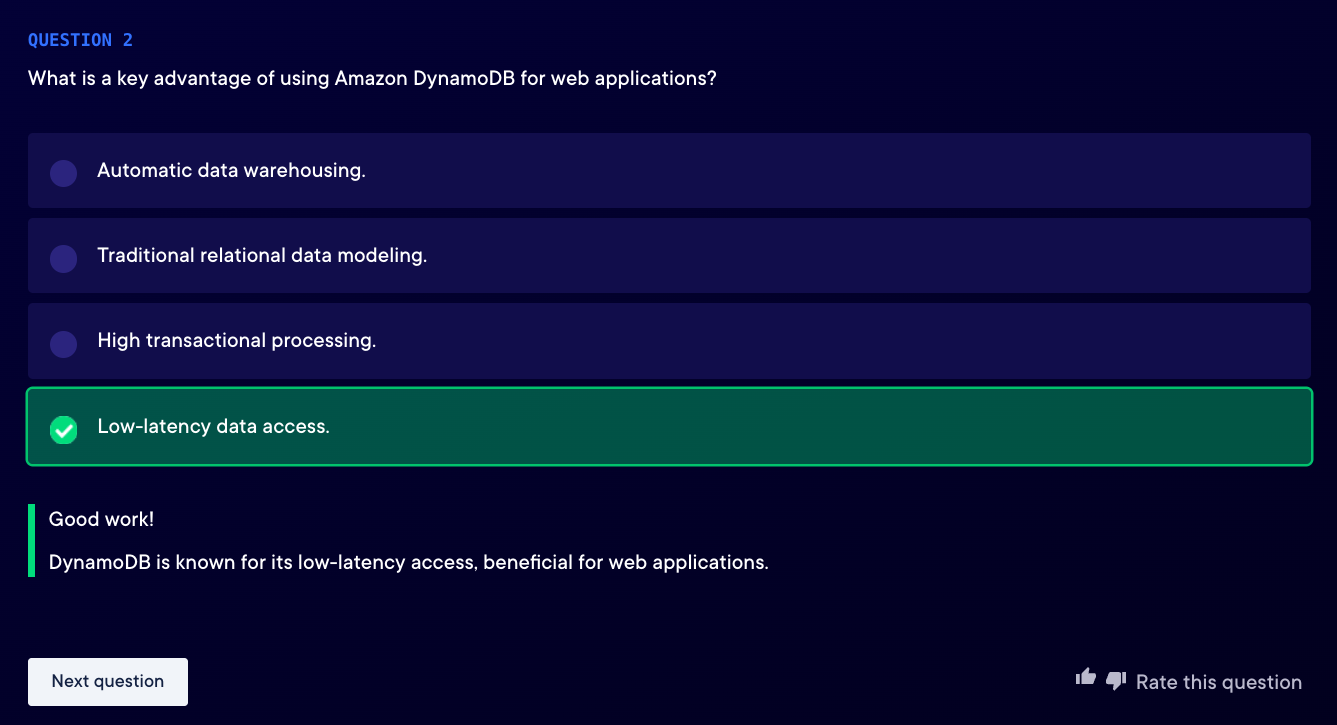 QUESTION 2
What is a key advantage of using Amazon DynamoDB for web applications?
Automatic data warehousing.
Traditional relational data modeling.
High transactional processing.
Low-latency data access.
Good work!
DynamoDB is known for its low-latency access, beneficial for web applications.
Next question
Rate this question